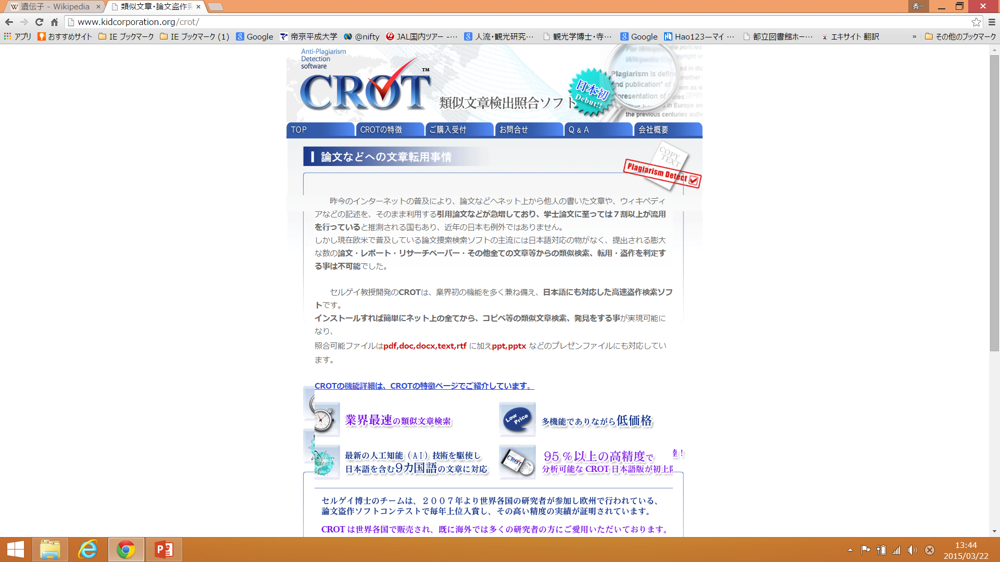 遺伝子 - Wikipedia
類似文章・論文盗作発
www.kidcorporation.org/crot/
アプリ おすすめサイト IE ブックマーク IE ブックマーク (1) Google 帝京平成大学 @nifty JAL国内ツアー -… 人流・観光研究… 観光学博士・寺… Google Hao123—マイ … 都立図書館ホー… エキサイト 翻訳 » その他のブックマーク
秀一
Anti-Plagiarism
Detection
software
CROT™
類似文章検出照合ソフト
日本初
Debut!!
For Wikipedia
policies
Plagiarism is defin
nd publication" of
presentation of
in Europe on
the previous centuries auth
TOP CROTの特徴 ご購入受付 お問合せ Q & A 会社概要
論文などへの文章転用事情
COPY
TEXT
Plagiarism Detect
昨今のインターネットの普及により、論文などへネット上から他人の書いた文章や、ウィキペディ
アなどの記述を、そのまま利用する引用論文などが急増しており、学士論文に至っては７割以上が流用
を行っていると推測される国もあり、近年の日本も例外ではありません。
しかし現在欧米で普及している論文捜索検索ソフトの主流には日本語対応の物がなく、提出される膨大
な数の論文・レポート・リサーチペーパー・その他全ての文章等からの類似検索、転用・盗作を判定す
る事は不可能でした。
セルゲイ教授開発のCROTは、業界初の機能を多く兼ね備え、日本語にも対応した高速盗作検索ソフ
トです。
インストールすれば簡単にネット上の全てから、コピペ等の類似文章検索、発見をする事が実現可能に
なり、
照合可能ファイルはpdf,doc,docx,text,rtf に加えppt,pptx などのプレゼンファイルにも対応してい
ます。
CROTの機能詳細は、CROTの特徴ページでご紹介しています。
業界最速の類似文章検索
Low Price
多機能でありながら低価格
最新の人工知能（AI）技術を駆使し
日本語を含む9カ国語の文章に対応
CROT
95％以上の高精度で
分析可能な CROT 日本語版が初上陸！
セルゲイ博士のチームは、２００７年より世界各国の研究者が参加し欧州で行われている、
論文盗作ソフトコンテストで毎年上位入賞し、その高い精度の実績が証明されています。
CROT は世界各国で販売され、既に海外では多くの研究者の方にご愛用いただいております。
13:44
2015/03/22